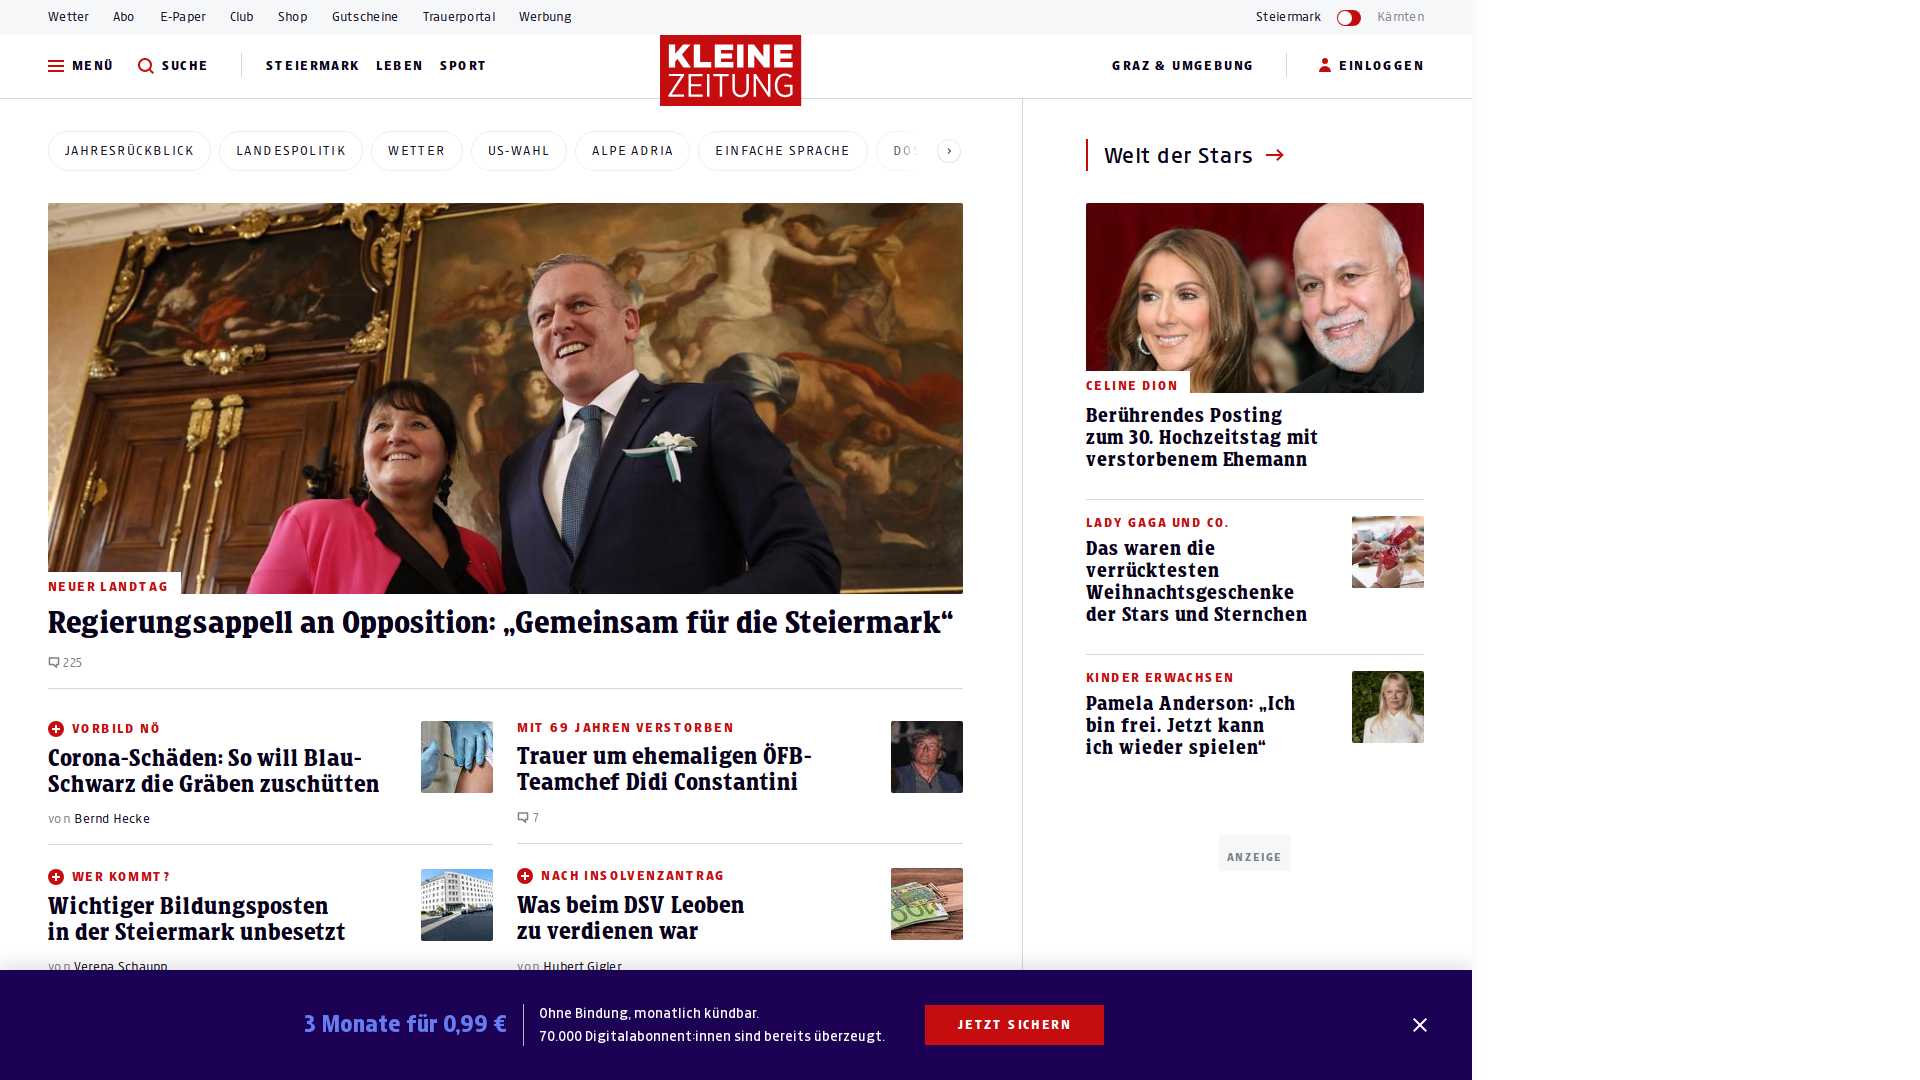 Wetter Abo E-Paper Club Shop Gutscheine Trauerportal Werbung
Steiermark Kärnten
MENÜ SUCHE STEIERMARK LEBEN SPORT
KLEINE
ZEITUNG
GRAZ & UMGEBUNG EINLOGGEN
JAHRESRÜCKBLICK LANDESPOLITIK WETTER US-WAHL ALPE ADRIA EINFACHE SPRACHE
NEUER LANDTAG
Regierungsappell an Opposition: „Gemeinsam für die Steiermark“
225
VORBILD NÖ
Corona-Schäden: So will Blau-
Schwarz die Gräben zuschütten
von Bernd Hecke
MIT 69 JAHREN VERSTORBEN
Trauer um ehemaligen ÖFB-
Teamchef Didi Constantini
7
WER KOMMT?
Wichtiger Bildungsposten
in der Steiermark unbesetzt
von Verena Schaupp
NACH INSOLVENZANTRAG
Was beim DSV Leoben
zu verdienen war
von Hubert Gigler
Welt der Stars
CELINE DION
Berührendes Posting
zum 30. Hochzeitstag mit
verstorbenem Ehemann
LADY GAGA UND CO.
Das waren die
verrücktesten
Weihnachtsgeschenke
der Stars und Sternchen
KINDER ERWACHSEN
Pamela Anderson: „Ich
bin frei. Jetzt kann
ich wieder spielen“
ANZEIGE
3 Monate für 0,99 €
Ohne Bindung, monatlich kündbar.
70.000 Digitalabonnent:innen sind bereits überzeugt.
JETZT SICHERN